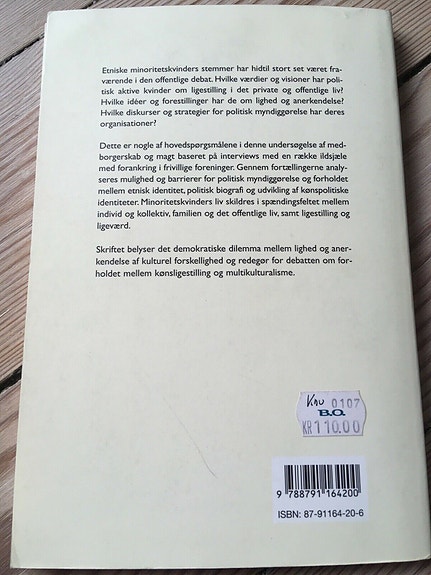 Etniske minoritetskvinders stemmer har hidtil stort set været fra-
værende i den offentlige debat. Hvilke værdier og visioner har poli-
tisk aktive kvinder om ligestilling i det private og offentlige liv?
Hvilke idéer og forestillinger har de om lighed og anerkendelse?
Hvilke diskurser og strategier for politisk myndiggørelse har deres
organisationer?
Dette er nogle af hovedspørgsmålene i denne undersøgelse af med-
borgerskab og magt baseret på interviews med en række ildsjæle
med forankring i frivillige foreninger. Gennem fortællingerne analy-
seres mulighed og barrierer for politisk myndiggørelse og forholdet
mellem etnisk identitet, politisk biografi og udvikling af kønspolitiske
identiteter. Minoritetskvinders liv skildres i spændingsfeltet mellem
individ og kollektiv, familien og det offentlige liv, samt ligestilling og
ligeværd.
Skriftet belyser det demokratiske dilemma mellem lighed og aner-
kendelse af kulturel forskellighed og redegør for debatten om for-
holdet mellem kønsligestilling og multikulturalisme.
Knu 0107
B.O.
KR110.00
9 788791 164200
ISBN: 87-91164-20-6